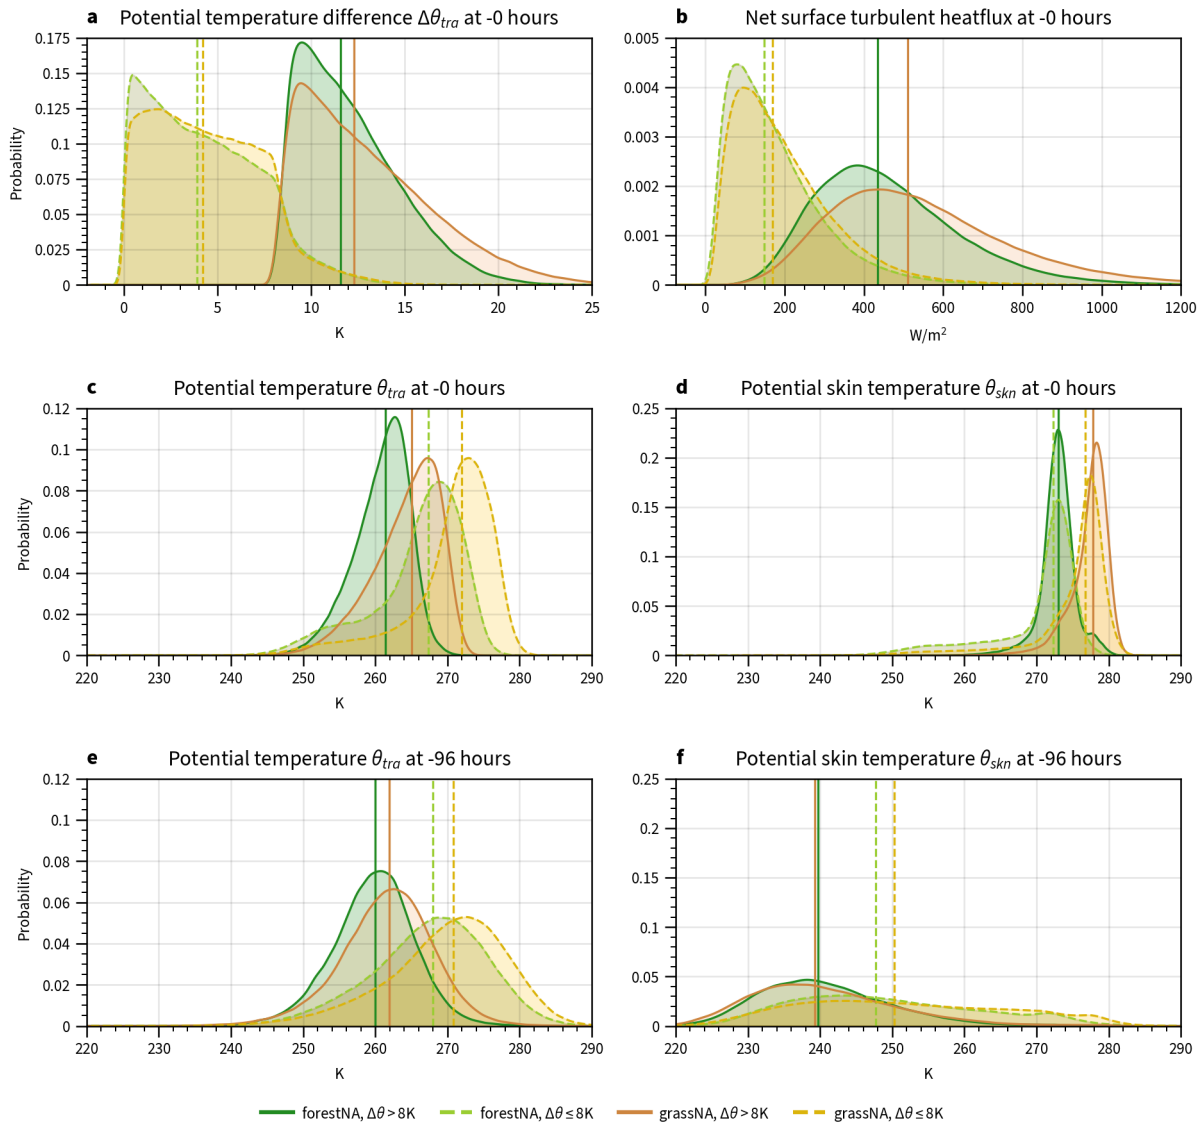 a Potential temperature difference Δθtra at -0 hours
0.175
0.15
0.125
0.1
0.075
0.05
0.025
0
Probability
0 5 10 15 20 25
K
b Net surface turbulent heatflux at -0 hours
0.005
0.004
0.003
0.002
0.001
0
0 200 400 600 800 1000 1200
W/m²
c Potential temperature θtra at -0 hours
0.12
0.1
0.08
0.06
0.04
0.02
0
Probability
220 230 240 250 260 270 280 290
K
d Potential skin temperature θskn at -0 hours
0.25
0.2
0.15
0.1
0.05
0
220 230 240 250 260 270 280 290
K
e Potential temperature θtra at -96 hours
0.12
0.1
0.08
0.06
0.04
0.02
0
Probability
220 230 240 250 260 270 280 290
K
f Potential skin temperature θskn at -96 hours
0.25
0.2
0.15
0.1
0.05
0
220 230 240 250 260 270 280 290
K
forestNA, Δθ > 8K forestNA, Δθ ≤ 8K grassNA, Δθ > 8K grassNA, Δθ ≤ 8K